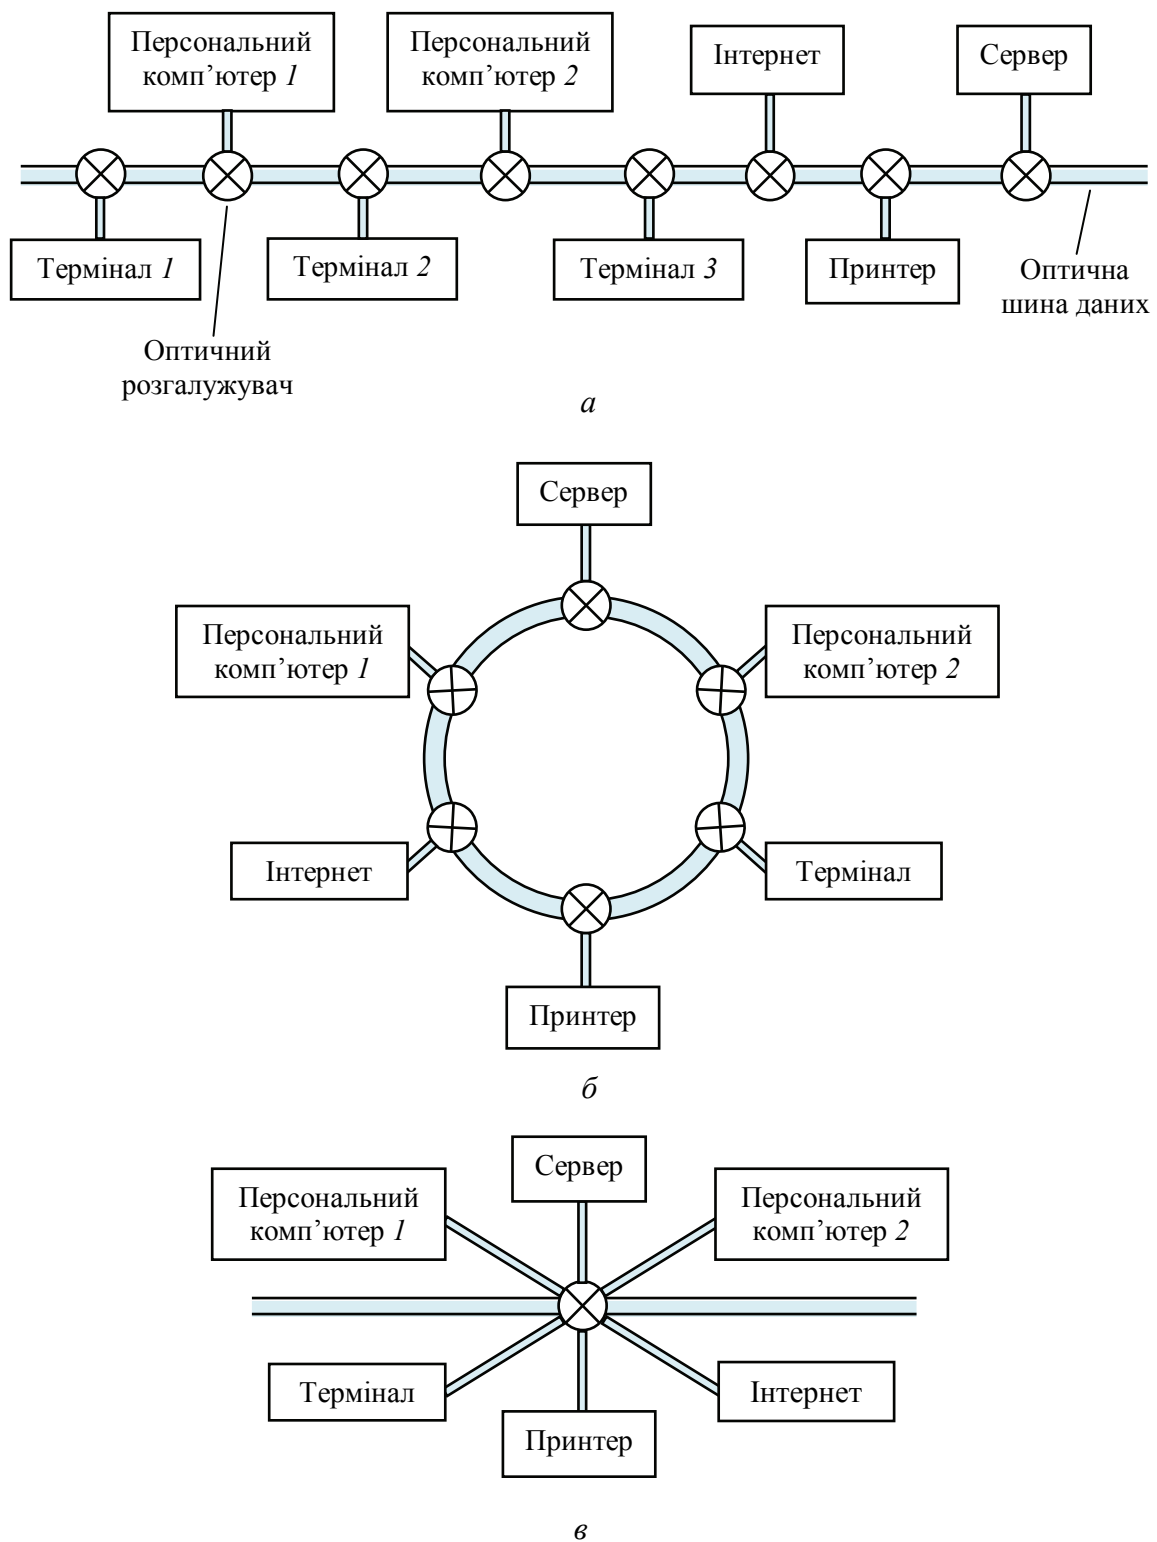 Персональний
комп’ютер 1
Персональний
комп’ютер 2
Інтернет
Сервер
Термінал 1
Термінал 2
Термінал 3
Принтер
Оптична
шина даних
Оптичний
розгалужувач
а
Сервер
Персональний
комп’ютер 1
Персональний
комп’ютер 2
Інтернет
Термінал
Принтер
б
Сервер
Персональний
комп’ютер 1
Персональний
комп’ютер 2
Термінал
Інтернет
Принтер
в